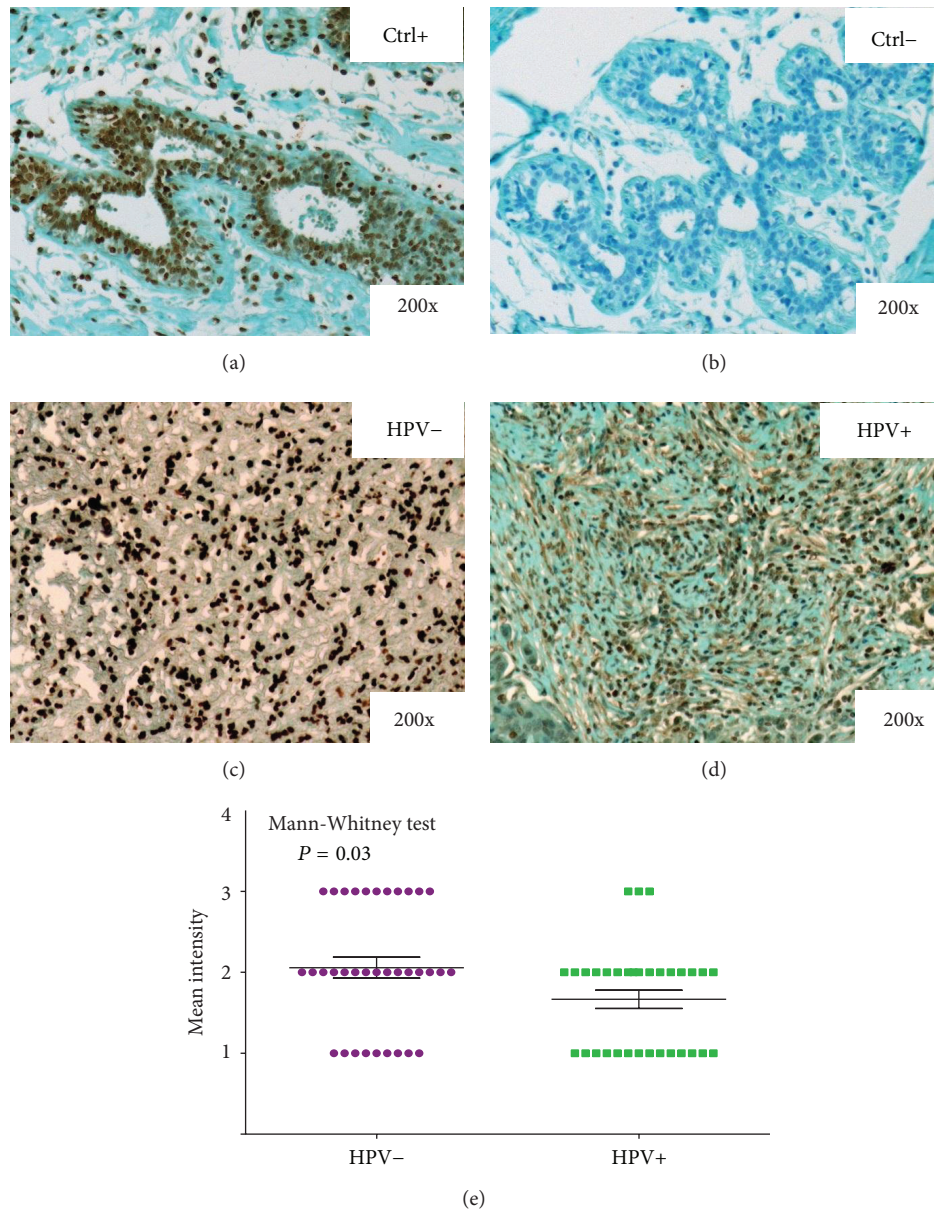 Ctrl+
200x
(a)
Ctrl−
200x
(b)
HPV−
200x
(c)
HPV+
200x
(d)
4
3
2
1
Mean intensity
Mann-Whitney test
P = 0.03
HPV−
HPV+
(e)